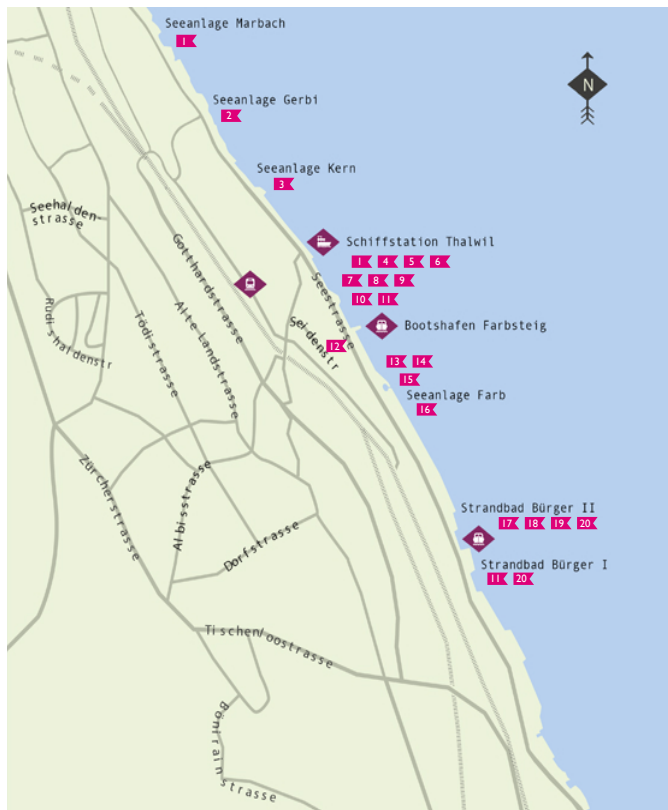 Seeanlage Marbach
1
Seeanlage Gerbi
2
N
Seeanlage Kern
3
Seehalden-
strasse
Schiffstation Thalwil
1 4 5 6
7 8 9
10 11
Gotthardstrasse
Seestrasse
Rüdishaldenstr
Tödistrasse
Alte Landstrasse
Seidenstr
12
Bootshafen Farbsteig
13 14
15
Seeanlage Farb
16
Zürcherstrasse
Albisstrasse
Dorfstrasse
Strandbad Bürger II
17 18 19 20
Strandbad Bürger I
11 20
Tischenloostrasse
Bönirainstrasse